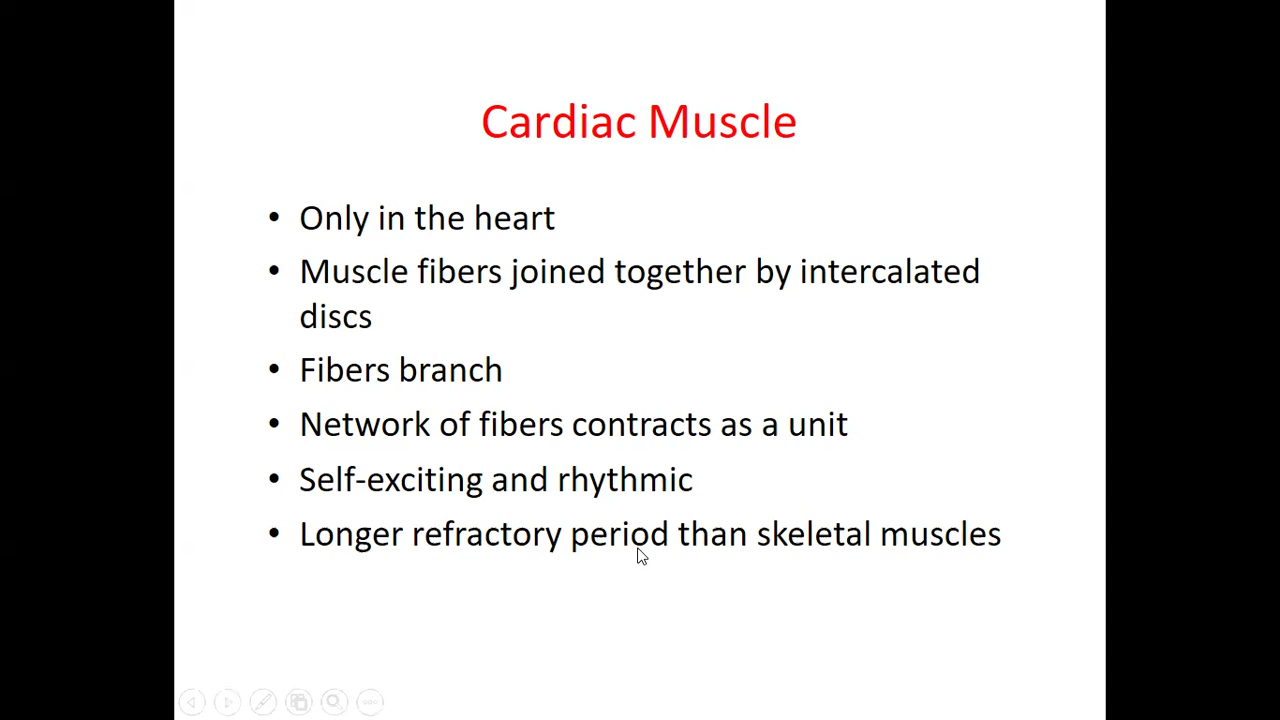 Cardiac Muscle
• Only in the heart
• Muscle fibers joined together by intercalated
discs
• Fibers branch
• Network of fibers contracts as a unit
• Self-exciting and rhythmic
• Longer refractory period than skeletal muscles